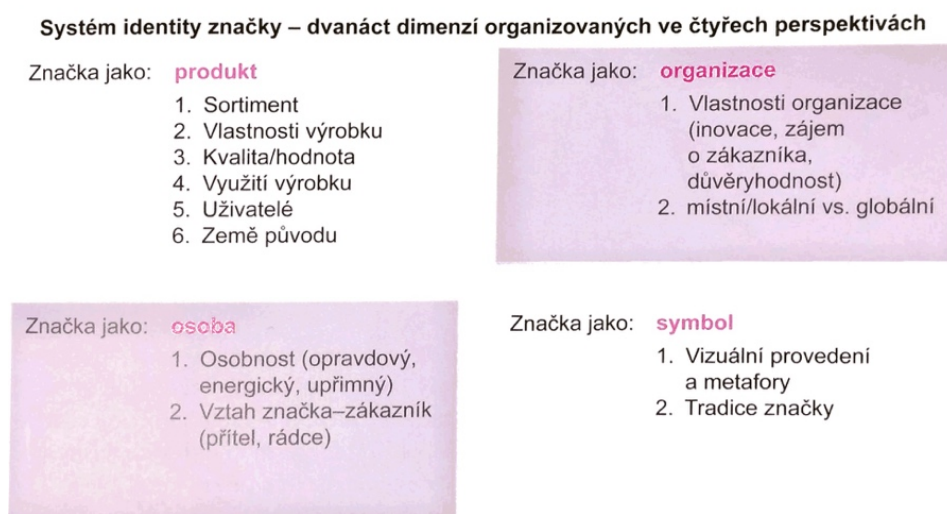 Systém identity značky – dvanáct dimenzí organizovaných ve čtyřech perspektivách
Značka jako: produkt
1. Sortiment
2. Vlastnosti výrobku
3. Kvalita/hodnota
4. Využití výrobku
5. Uživatelé
6. Země původu
Značka jako: organizace
1. Vlastnosti organizace
(inovace, zájem
o zákazníka,
důvěryhodnost)
2. místní/lokální vs. globální
Značka jako: osoba
1. Osobnost (opravdový,
energický, upřimný)
2. Vztah značka–zákazník
(přítel, rádce)
Značka jako: symbol
1. Vizuální provedení
a metafory
2. Tradice značky